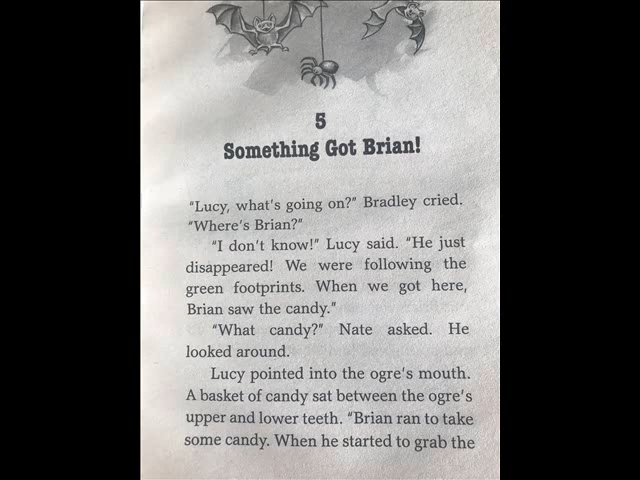 5
Something Got Brian!
"Lucy, what's going on?" Bradley cried.
"Where's Brian?"
"I don't know!" Lucy said. "He just
disappeared! We were following the
green footprints. When we got here,
Brian saw the candy."
"What candy?" Nate asked. He
looked around.
Lucy pointed into the ogre's mouth.
A basket of candy sat between the ogre's
upper and lower teeth. "Brian ran to take
some candy. When he started to grab the